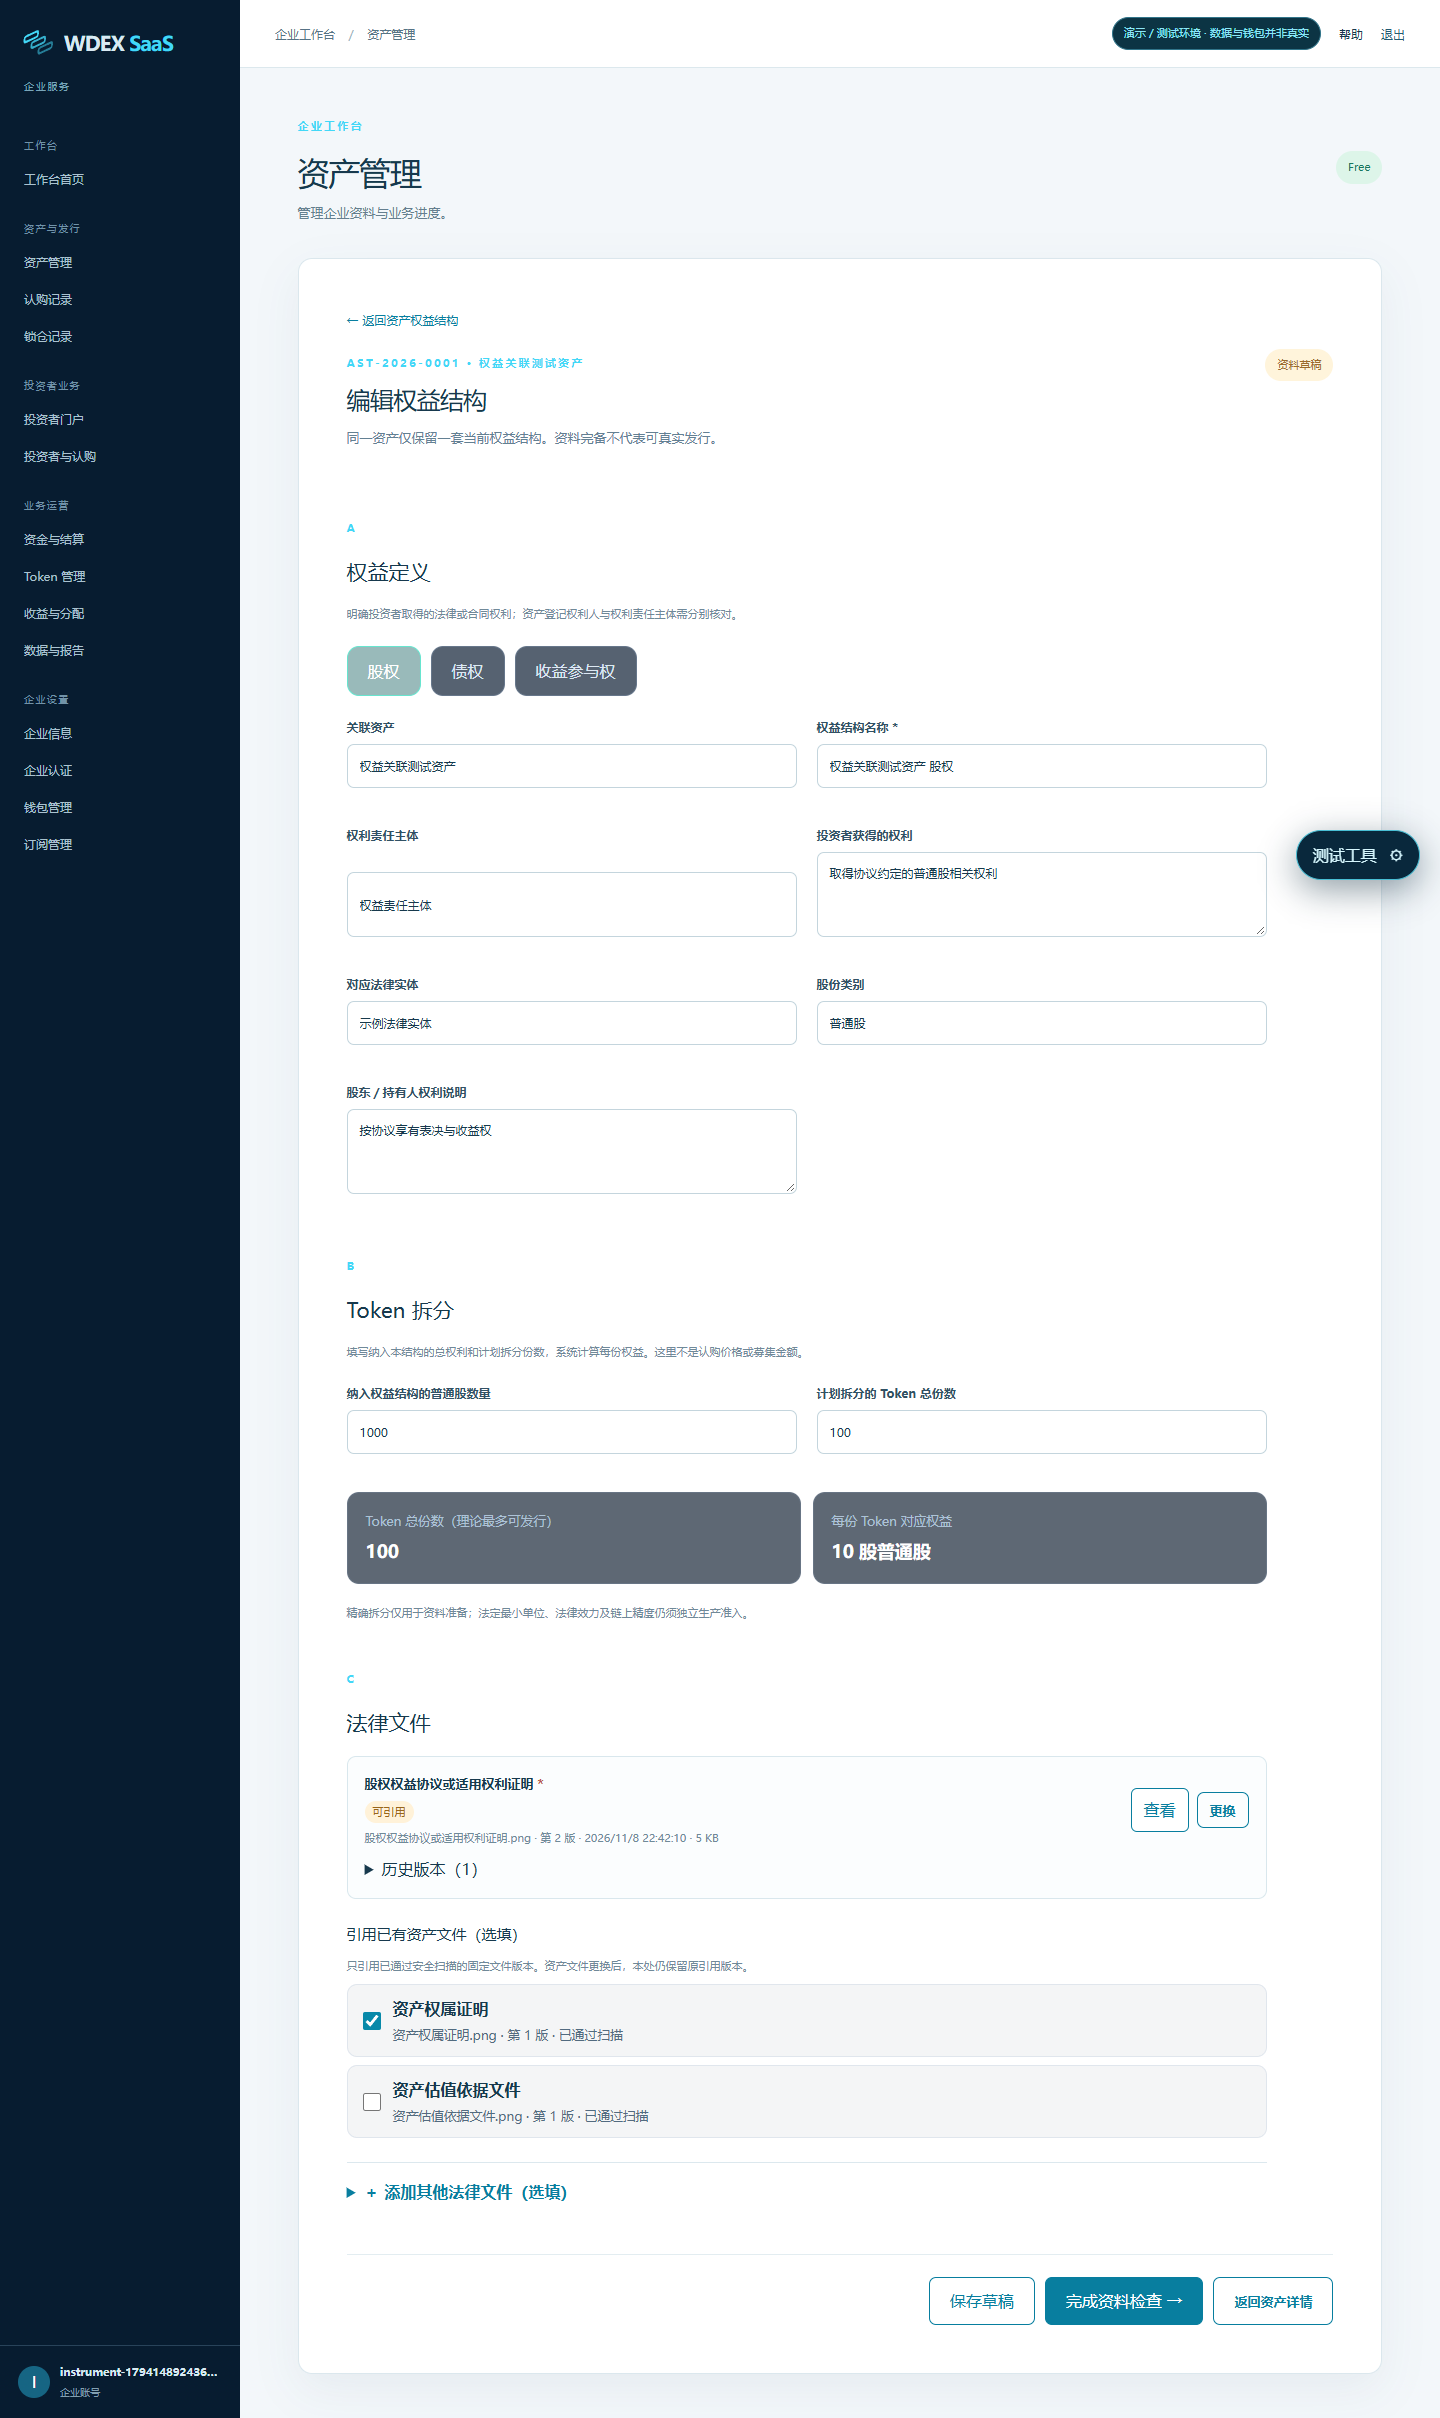 WDEX SaaS
企业服务
工作台
工作台首页
资产与发行
资产管理
认购记录
锁仓记录
投资者业务
投资者门户
投资者与认购
业务运营
资金与结算
Token 管理
收益与分配
数据与报告
企业设置
企业信息
企业认证
钱包管理
订阅管理
I
instrument-179414892436...
企业账号
企业工作台 / 资产管理
演示 / 测试环境 · 数据与钱包并非真实
帮助
退出
企业工作台
资产管理
管理企业资料与业务进度。
Free
← 返回资产权益结构
AST-2026-0001 • 权益关联测试资产
资料草稿
编辑权益结构
同一资产仅保留一套当前权益结构。资料完备不代表可真实发行。
A
权益定义
明确投资者取得的法律或合同权利；资产登记权利人与权利责任主体需分别核对。
股权
债权
收益参与权
关联资产
权益关联测试资产
权益结构名称 *
权益关联测试资产 股权
权利责任主体
权益责任主体
投资者获得的权利
取得协议约定的普通股相关权利
对应法律实体
示例法律实体
股份类别
普通股
股东 / 持有人权利说明
按协议享有表决与收益权
测试工具 ⚙
B
Token 拆分
填写纳入本结构的总权利和计划拆分份数，系统计算每份权益。这里不是认购价格或募集金额。
纳入权益结构的普通股数量
1000
计划拆分的 Token 总份数
100
Token 总份数（理论最多可发行）
100
每份 Token 对应权益
10 股普通股
精确拆分仅用于资料准备；法定最小单位、法律效力及链上精度仍须独立生产准入。
C
法律文件
股权权益协议或适用权利证明 *
可引用
股权权益协议或适用权利证明.png · 第 2 版 · 2026/11/8 22:42:10 · 5 KB
▶ 历史版本（1）
查看
更换
引用已有资产文件（选填）
只引用已通过安全扫描的固定文件版本。资产文件更换后，本处仍保留原引用版本。
资产权属证明
资产权属证明.png · 第 1 版 · 已通过扫描
资产估值依据文件
资产估值依据文件.png · 第 1 版 · 已通过扫描
▶ + 添加其他法律文件（选填）
保存草稿
完成资料检查 →
返回资产详情